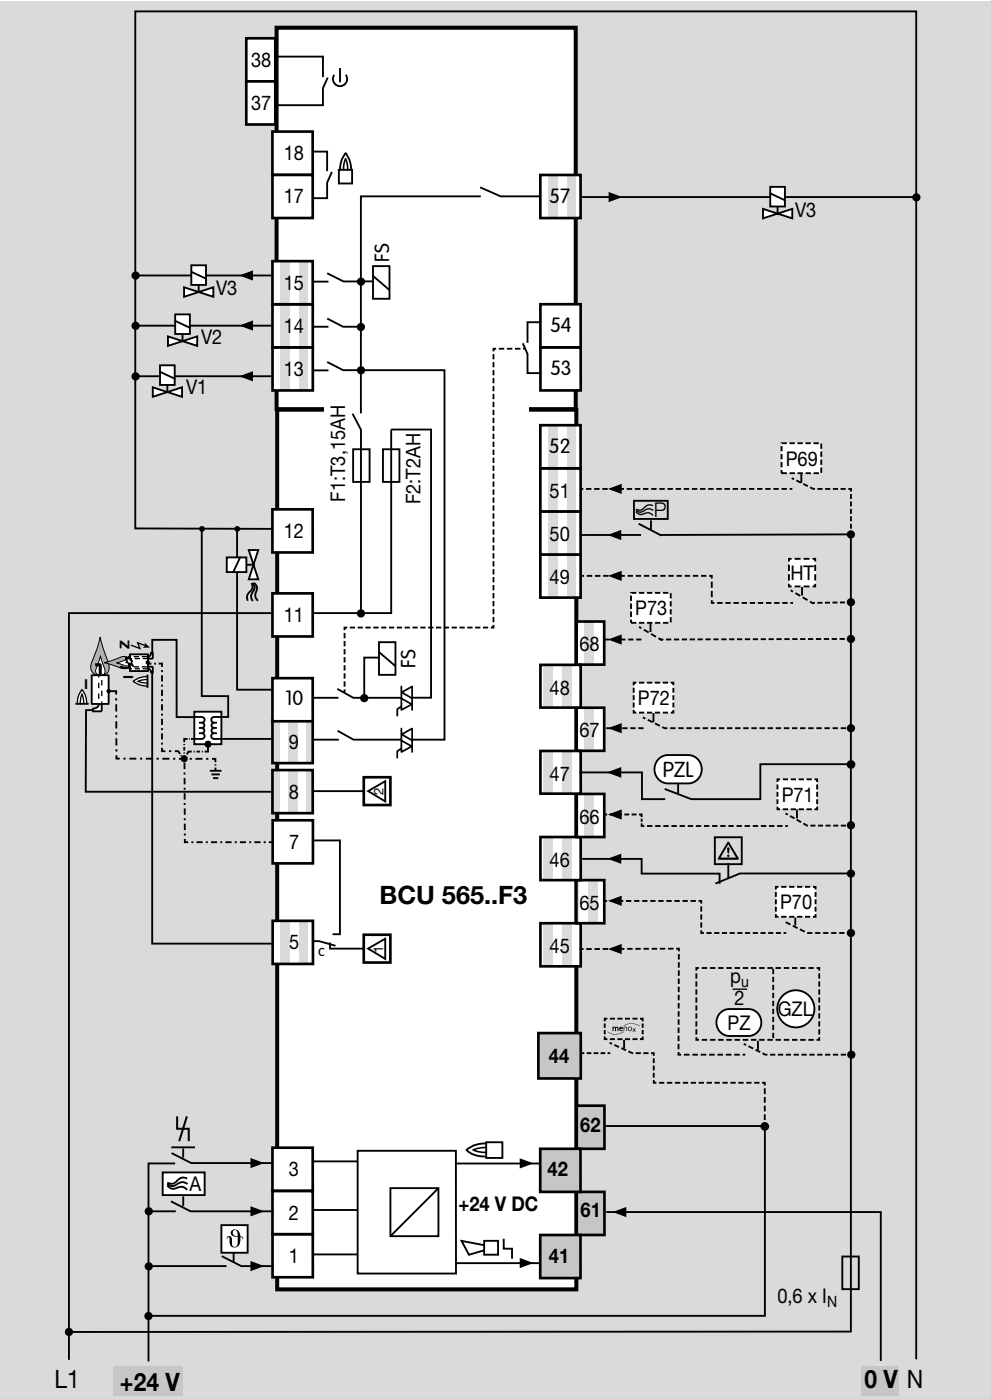 38
37
18
17
57
15
FS
V3
V3
14
54
V2
13
53
V1
F1:T3,15AH
F2:T2AH
52
P69
51
P
50
12
49
HT
11
P73
68
FS
Z
I
I
10
48
P72
67
9
47
PZL
8
2
P71
66
7
46
BCU 565..F3
65
P70
5
c
1
45
pu
2
PZ
GZL
menox
44
62
3
42
A
2
+24 V DC
61
ϑ
1
41
0,6 x IN
L1
+24 V
0 V
N